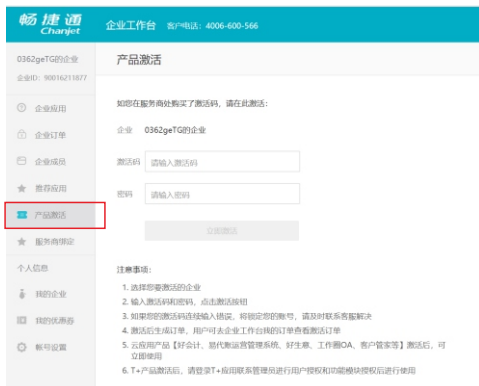 畅捷通
Chanjet
企业工作台 客户电话：4006-600-566
0362geTG的企业
企业ID：90016211877
企业应用
企业订单
企业成员
推荐应用
产品激活
服务商绑定
个人信息
我的企业
我的优惠券
帐号设置
产品激活
如您在服务商处购买了激活码，请在此激活：
企业 0362geTG的企业
激活码 请输入激活码
密码 请输入密码
立即激活
注意事项：
1. 选择您要激活的企业
2. 输入激活码和密码，点击激活按钮
3. 如果您的激活码连续输入错误，将锁定您的账号，请及时联系客服解决
4. 激活后生成订单，用户可去企业工作台我的订单查看激活订单
5. 云应用产品【好会计、易代账运营管理系统、好生意、工作圈OA、客户管家等】激活后，可
立即使用
6. T+产品激活后，请登录T+应用联系管理员进行用户授权和功能模块授权后进行使用